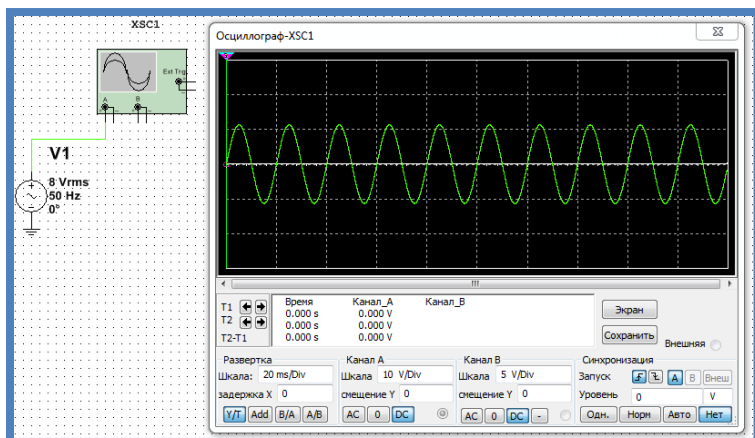 XSC1
Ext Trig
A B
V1
8 Vrms
50 Hz
0°
Осциллограф-XSC1
T1
T2
T2-T1
Время Канал_A Канал_B
0.000 s 0.000 V
0.000 s 0.000 V
0.000 s 0.000 V
Экран
Сохранить
Внешняя
Развертка
Шкала: 20 ms/Div
задержка X 0
Y/T Add B/A A/B
Канал A
Шкала 10 V/Div
смещение Y 0
AC 0 DC
Канал B
Шкала 5 V/Div
смещение Y 0
AC 0 DC -
Синхронизация
Запуск A B Внеш
Уровень 0 V
Одн. Норм Авто Нет